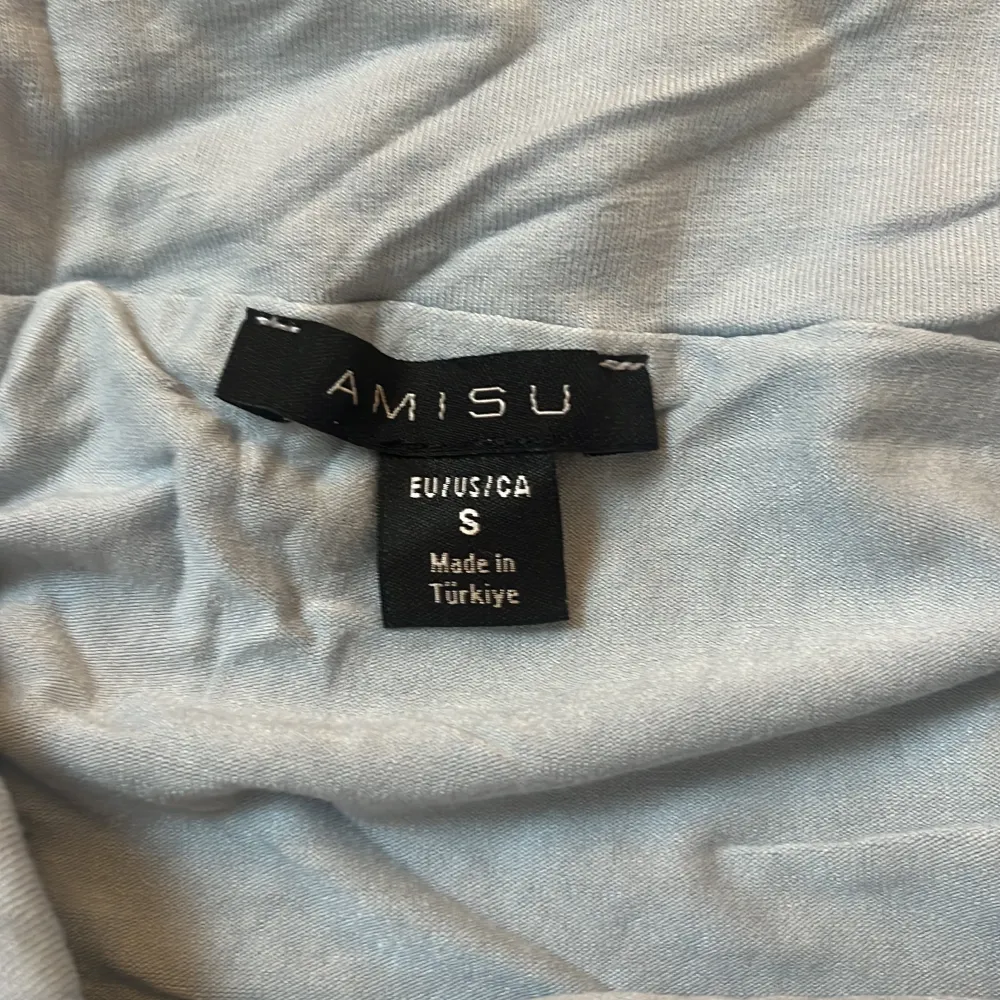 AMISU
EU/US/CA
S
Made in
Türkiye